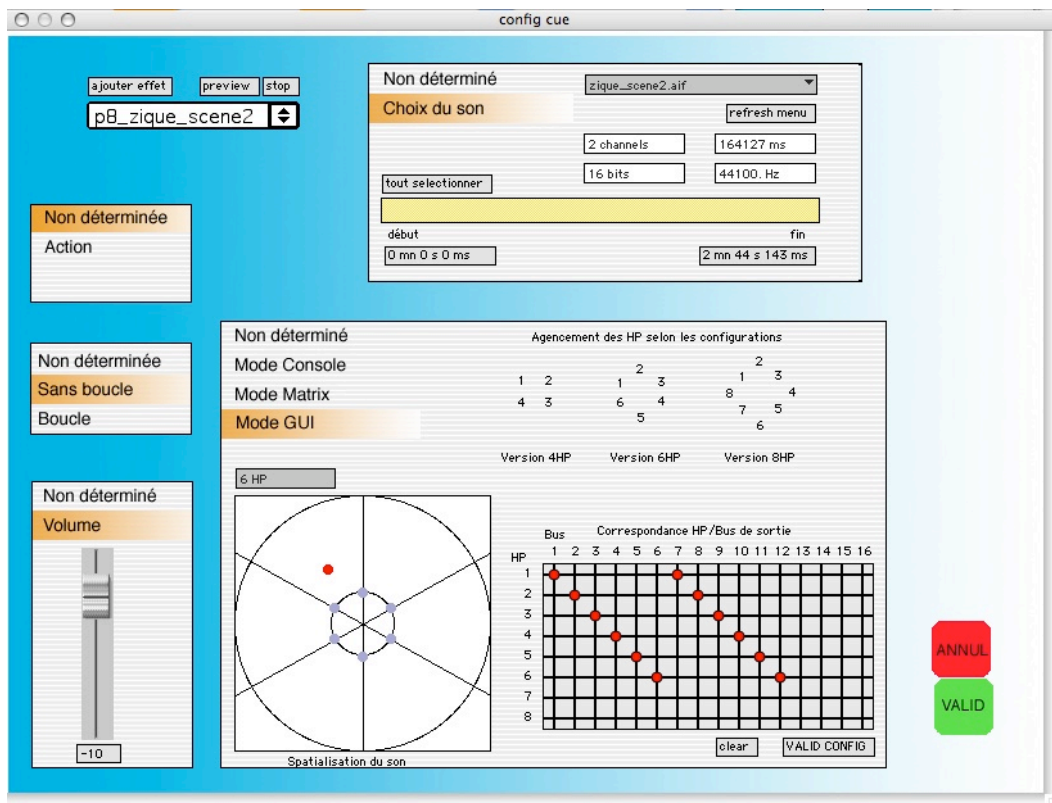 config cue
ajouter effet preview stop
p8_zique_scene2
Non déterminé
Choix du son
zique_scene2.aif
refresh menu
2 channels 164127 ms
16 bits 44100. Hz
tout selectionner
début fin
0 mn 0 s 0 ms 2 mn 44 s 143 ms
Non déterminée
Action
Non déterminée
Sans boucle
Boucle
Non déterminé
Volume
-10
Non déterminé
Mode Console
Mode Matrix
Mode GUI
6 HP
Spatialisation du son
Agencement des HP selon les configurations
1 2
4 3
Version 4HP
2
1 3
6 4
5
Version 6HP
2
1 3
8 4
7 5
6
Version 8HP
Bus Correspondance HP/Bus de sortie
HP 1 2 3 4 5 6 7 8 9 10 11 12 13 14 15 16
1
2
3
4
5
6
7
8
clear VALID CONFIG
ANNUL
VALID